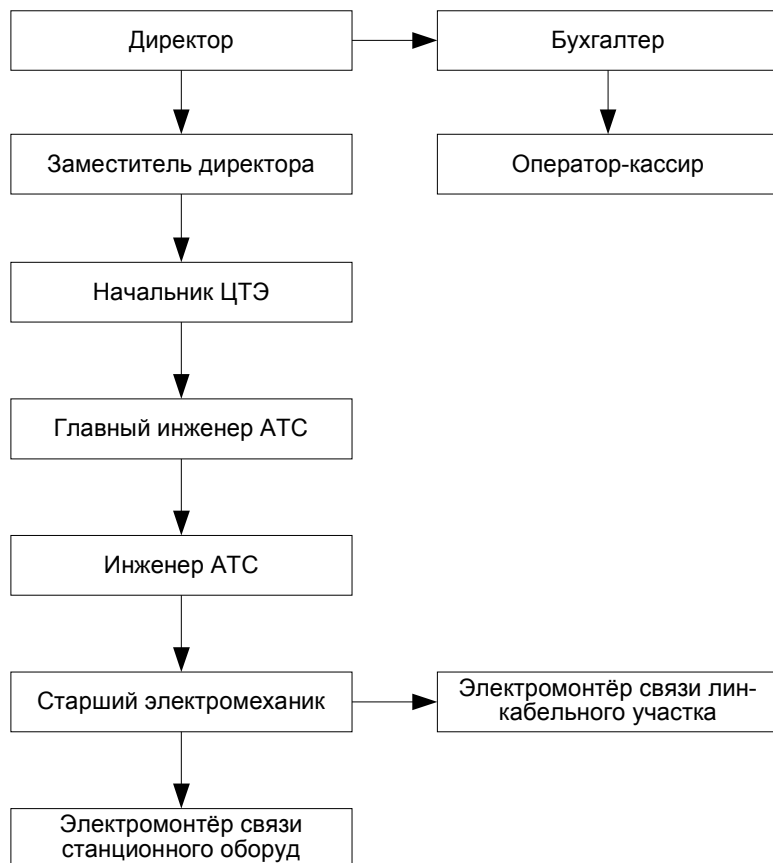 Директор
Бухгалтер
Заместитель директора
Оператор-кассир
Начальник ЦТЭ
Главный инженер АТС
Инженер АТС
Старший электромеханик
Электромонтёр связи лин-
кабельного участка
Электромонтёр связи
станционного оборуд